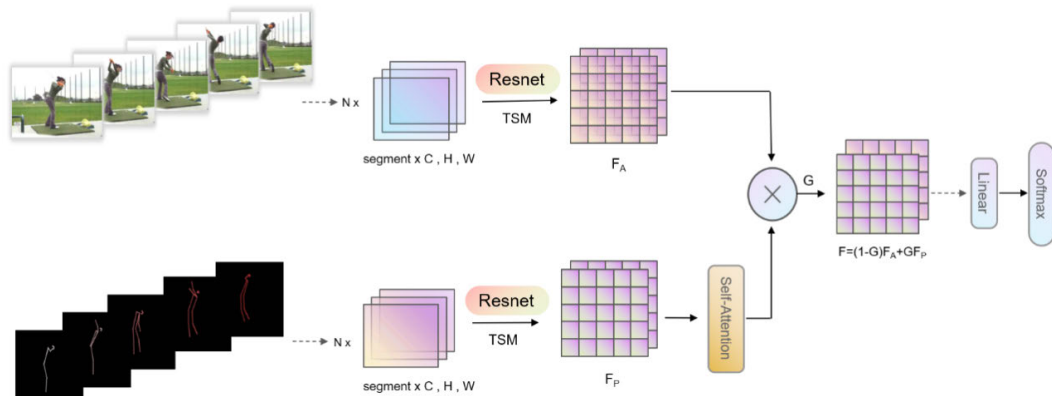 N x
segment x C , H , W
Resnet
TSM
F_A
G
F=(1-G)F_A+GF_P
Linear
Softmax
N x
segment x C , H , W
Resnet
TSM
F_P
Self-Attention